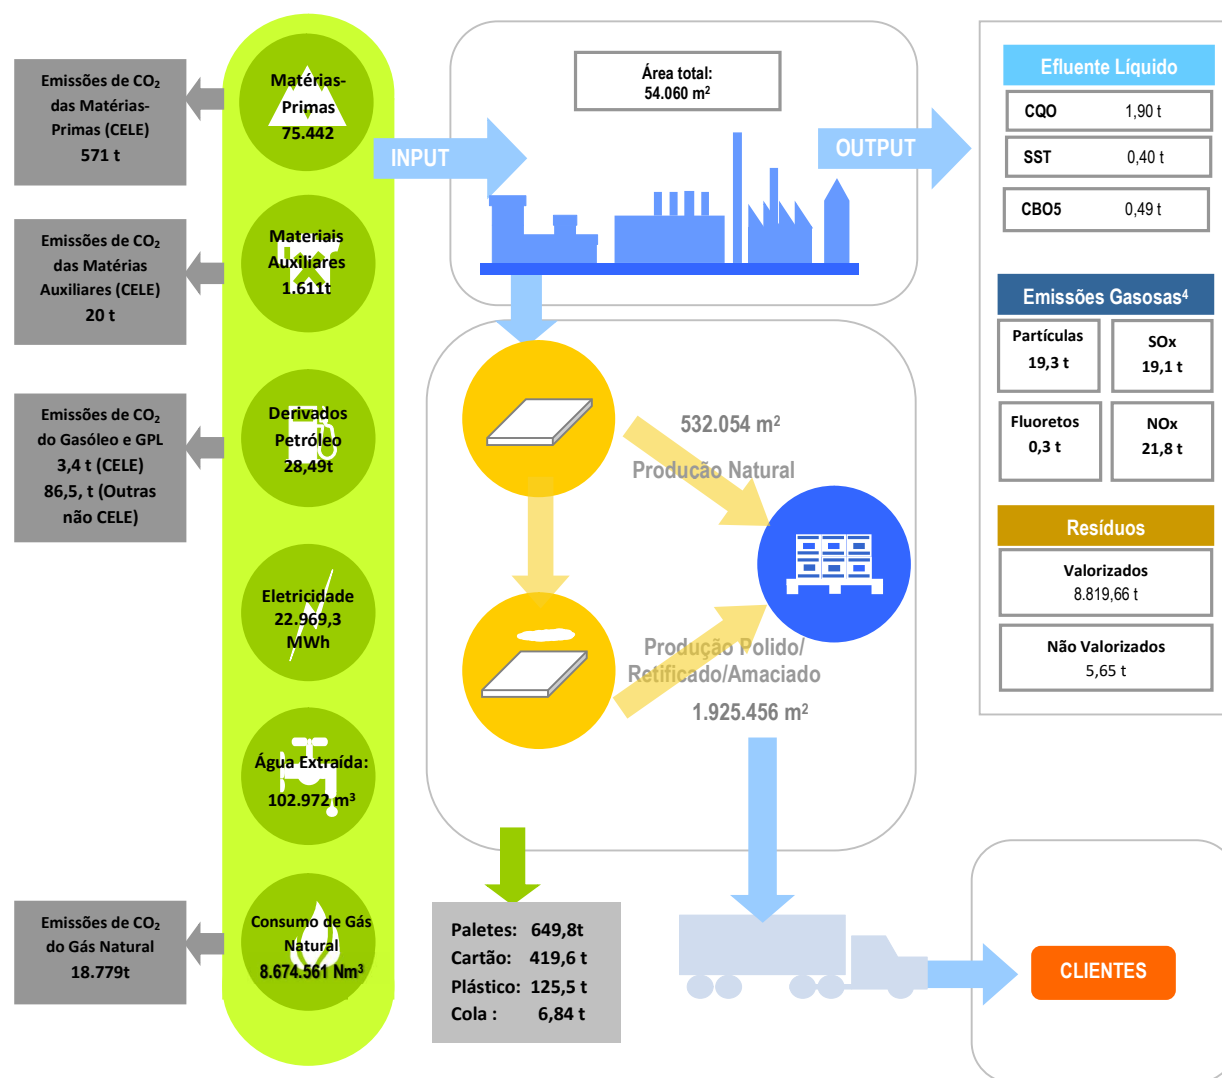 Emissões de CO₂
das Matérias-
Primas (CELE)
571 t
Emissões de CO₂
das Matérias
Auxiliares (CELE)
20 t
Emissões de CO₂
do Gasóleo e GPL
3,4 t (CELE)
86,5, t (Outras
não CELE)
Emissões de CO₂
do Gás Natural
18.779t
Matérias-
Primas
75.442
Materiais
Auxiliares
1.611t
Derivados
Petróleo
28,49t
Eletricidade
22.969,3
MWh
Água Extraída:
102.972 m³
Consumo de Gás
Natural
8.674.561 Nm³
INPUT
Área total:
54.060 m²
OUTPUT
532.054 m²
Produção Natural
Produção Polido/
Retificado/Amaciado
1.925.456 m²
Paletes: 649,8t
Cartão: 419,6 t
Plástico: 125,5 t
Cola : 6,84 t
CLIENTES
Efluente Líquido
CQO 1,90 t
SST 0,40 t
CBO5 0,49 t
Emissões Gasosas⁴
Partículas
19,3 t
SOx
19,1 t
Fluoretos
0,3 t
NOx
21,8 t
Resíduos
Valorizados
8.819,66 t
Não Valorizados
5,65 t